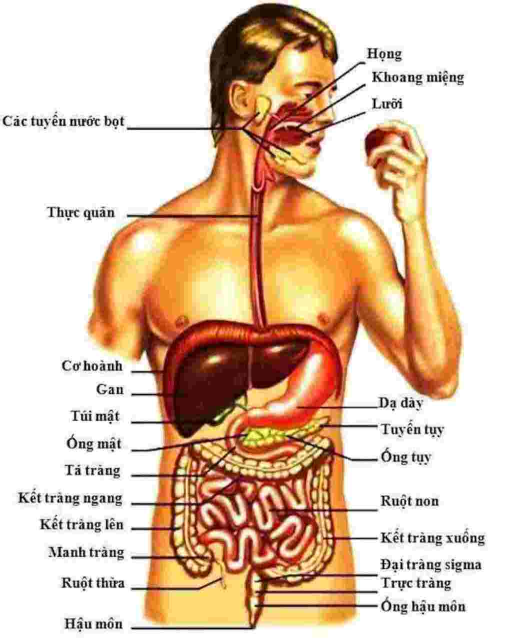 Họng
Khoang miệng
Lưỡi
Các tuyến nước bọt
Thực quản
Cơ hoành
Gan
Túi mật
Ống mật
Tá tràng
Kết tràng ngang
Kết tràng lên
Manh tràng
Ruột thừa
Hậu môn
Dạ dày
Tuyến tụy
Ống tụy
Ruột non
Kết tràng xuống
Đại tràng sigma
Trực tràng
Ống hậu môn